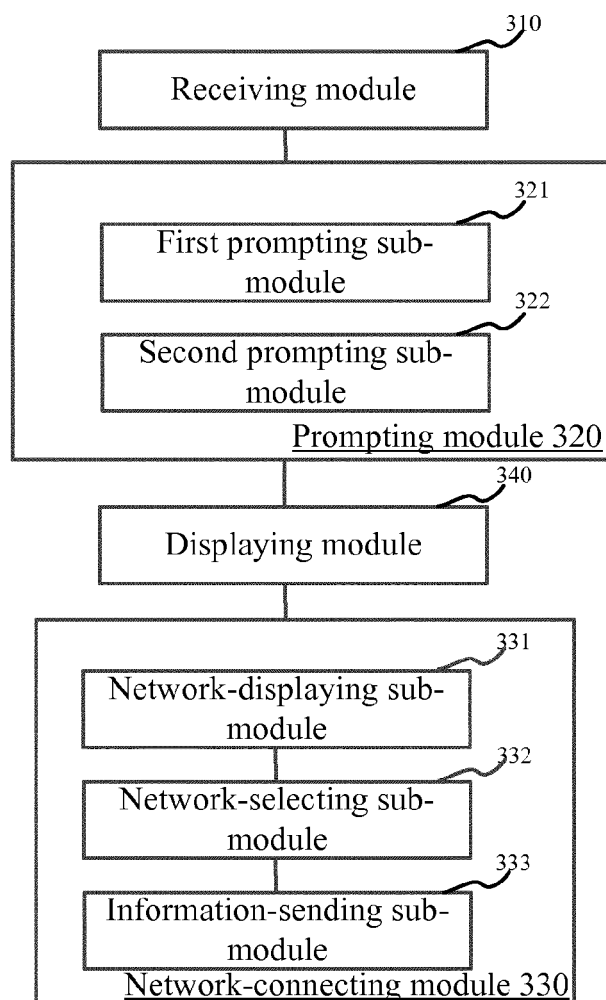 310
Receiving module
321
First prompting sub-
module
322
Second prompting sub-
module
Prompting module 320
340
Displaying module
331
Network-displaying sub-
module
332
Network-selecting sub-
module
333
Information-sending sub-
module
Network-connecting module 330